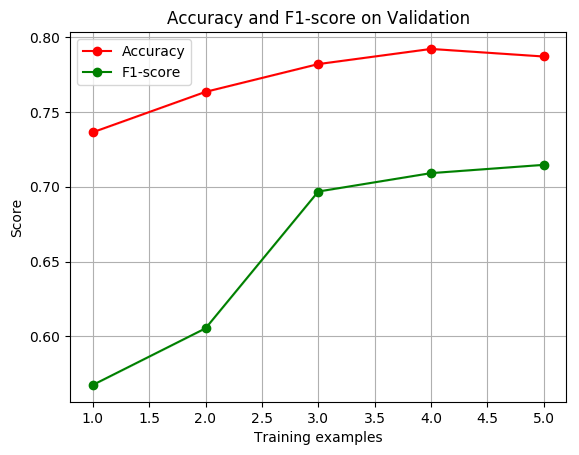 Accuracy and F1-score on Validation
Accuracy
F1-score
Score
0.80
0.75
0.70
0.65
0.60
1.0 1.5 2.0 2.5 3.0 3.5 4.0 4.5 5.0
Training examples